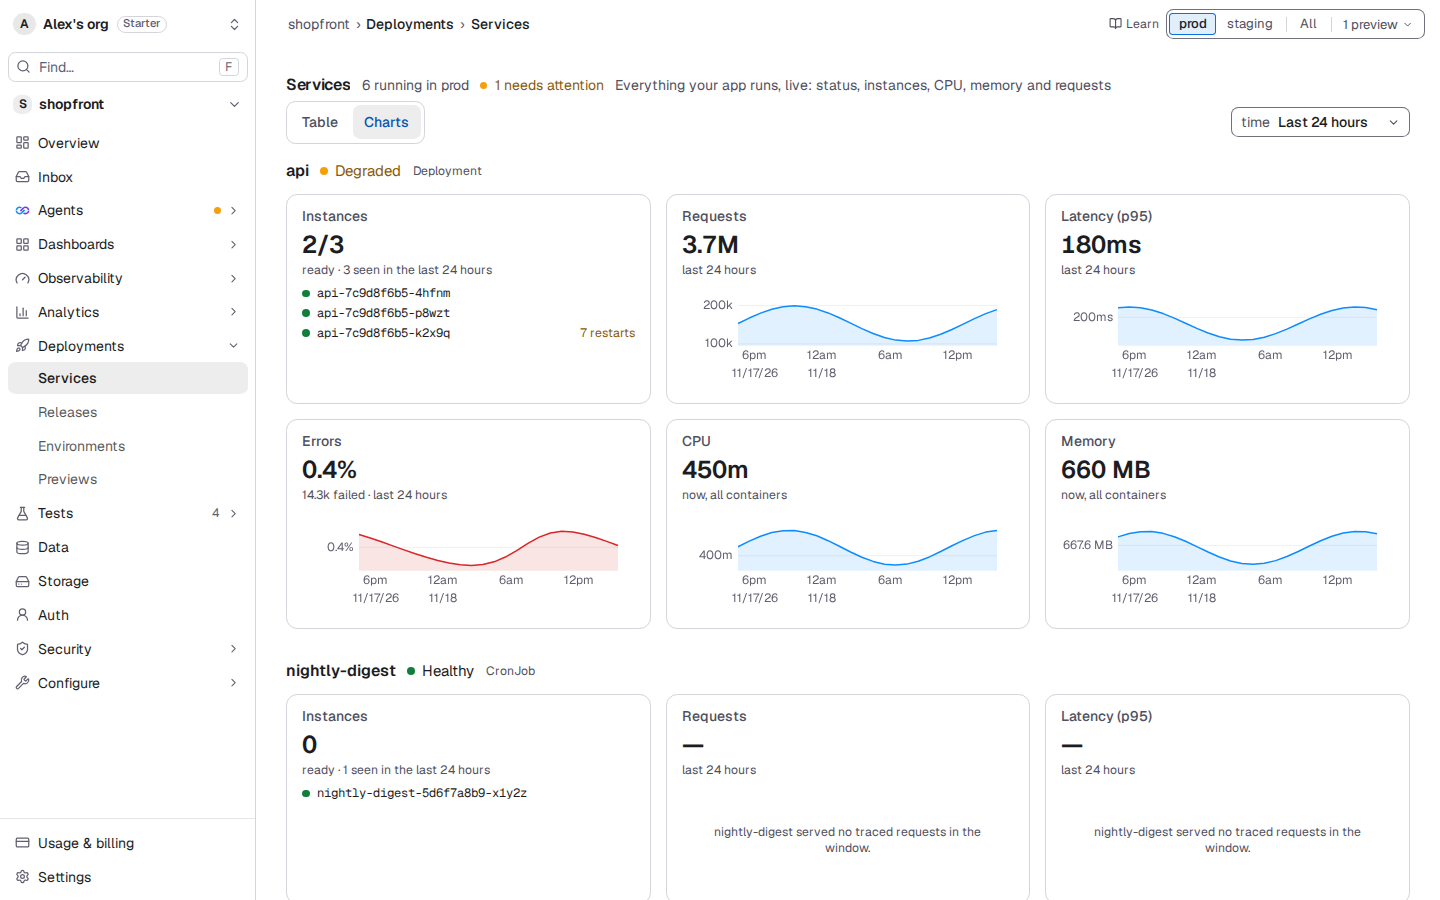 A Alex's org Starter
Find... F
S shopfront
Overview
Inbox
Agents
Dashboards
Observability
Analytics
Deployments
Services
Releases
Environments
Previews
Tests 4
Data
Storage
Auth
Security
Configure
Usage & billing
Settings
shopfront › Deployments › Services
Learn prod staging All 1 preview
Services 6 running in prod 1 needs attention Everything your app runs, live: status, instances, CPU, memory and requests
Table Charts
time Last 24 hours
api Degraded Deployment
Instances
2/3
ready · 3 seen in the last 24 hours
api-7c9d8f6b5-4hfnm
api-7c9d8f6b5-p8wzt
api-7c9d8f6b5-k2x9q 7 restarts
Requests
3.7M
last 24 hours
200k
100k
6pm 12am 6am 12pm
11/17/26 11/18
Latency (p95)
180ms
last 24 hours
200ms
6pm 12am 6am 12pm
11/17/26 11/18
Errors
0.4%
14.3k failed · last 24 hours
0.4%
6pm 12am 6am 12pm
11/17/26 11/18
CPU
450m
now, all containers
400m
6pm 12am 6am 12pm
11/17/26 11/18
Memory
660 MB
now, all containers
667.6 MB
6pm 12am 6am 12pm
11/17/26 11/18
nightly-digest Healthy CronJob
Instances
0
ready · 1 seen in the last 24 hours
nightly-digest-5d6f7a8b9-x1y2z
Requests
—
last 24 hours
nightly-digest served no traced requests in the
window.
Latency (p95)
—
last 24 hours
nightly-digest served no traced requests in the
window.